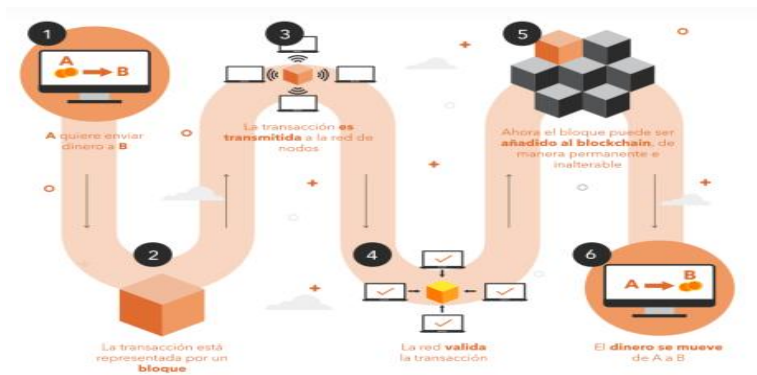 1
A
B
A quiere enviar
dinero a B
2
La transacción está
representada por un
bloque
3
La transacción es
transmitida a la red de
nodos
4
La red valida
la transacción
5
Ahora el bloque puede ser
añadido al blockchain, de
manera permanente e
inalterable
6
A
B
El dinero se mueve
de A a B